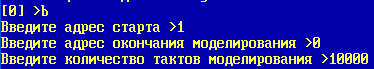 [0] >b
Введите адрес старта >1
Введите адрес окончания моделирования >0
Введите количество тактов моделирования >10000